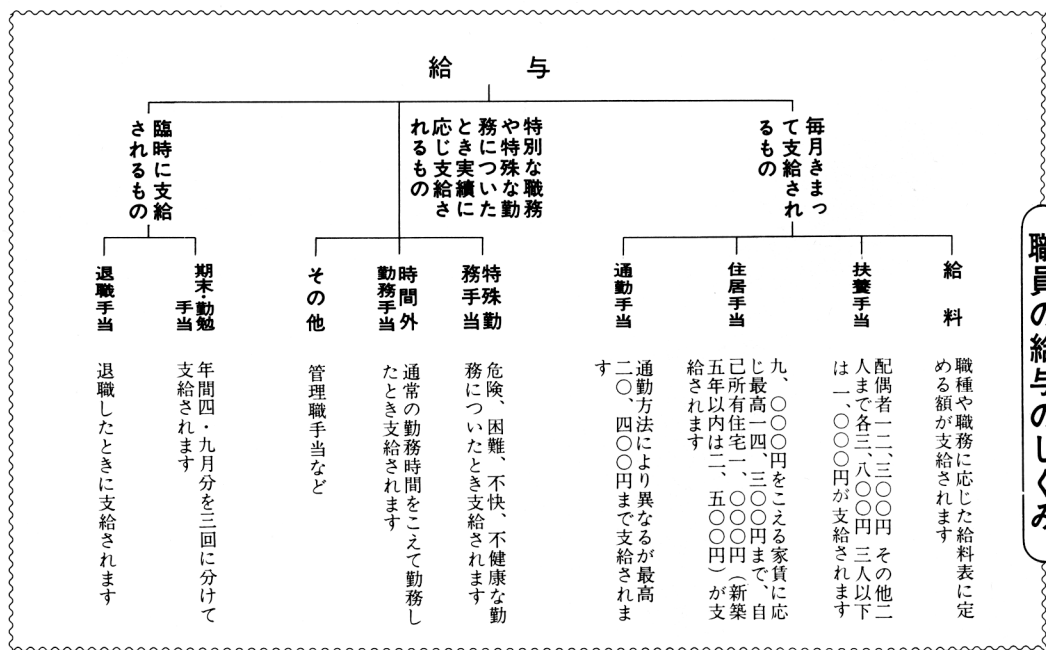 職員の給与のしくみ
給与
毎月きまっ
て支給され
るもの
給料
職種や職務に応じた給料表に定
める額が支給されます
扶養手当
配偶者一二、三〇〇円 その他二
人まで各三、八〇〇円 三人以下
は一、〇〇〇円が支給されます
住居手当
九、〇〇〇円をこえる家賃に応
じ最高一四、三〇〇円まで、自
己所有住宅一、〇〇〇円（新築
五年以内は二、五〇〇円）が支
給されます
通勤手当
通勤方法により異なるが最高
二〇、四〇〇円まで支給されま
す
特別な職務
や特殊な勤
務についた
とき実績に
応じ支給さ
れるもの
特殊勤
務手当
危険、困難、不快、不健康な勤
務についたとき支給されます
時間外
勤務手当
通常の勤務時間をこえて勤務し
たとき支給されます
その他
管理職手当など
臨時に支給
されるもの
期末・勤勉
手当
年間四・九月分を三回に分けて
支給されます
退職手当
退職したときに支給されます